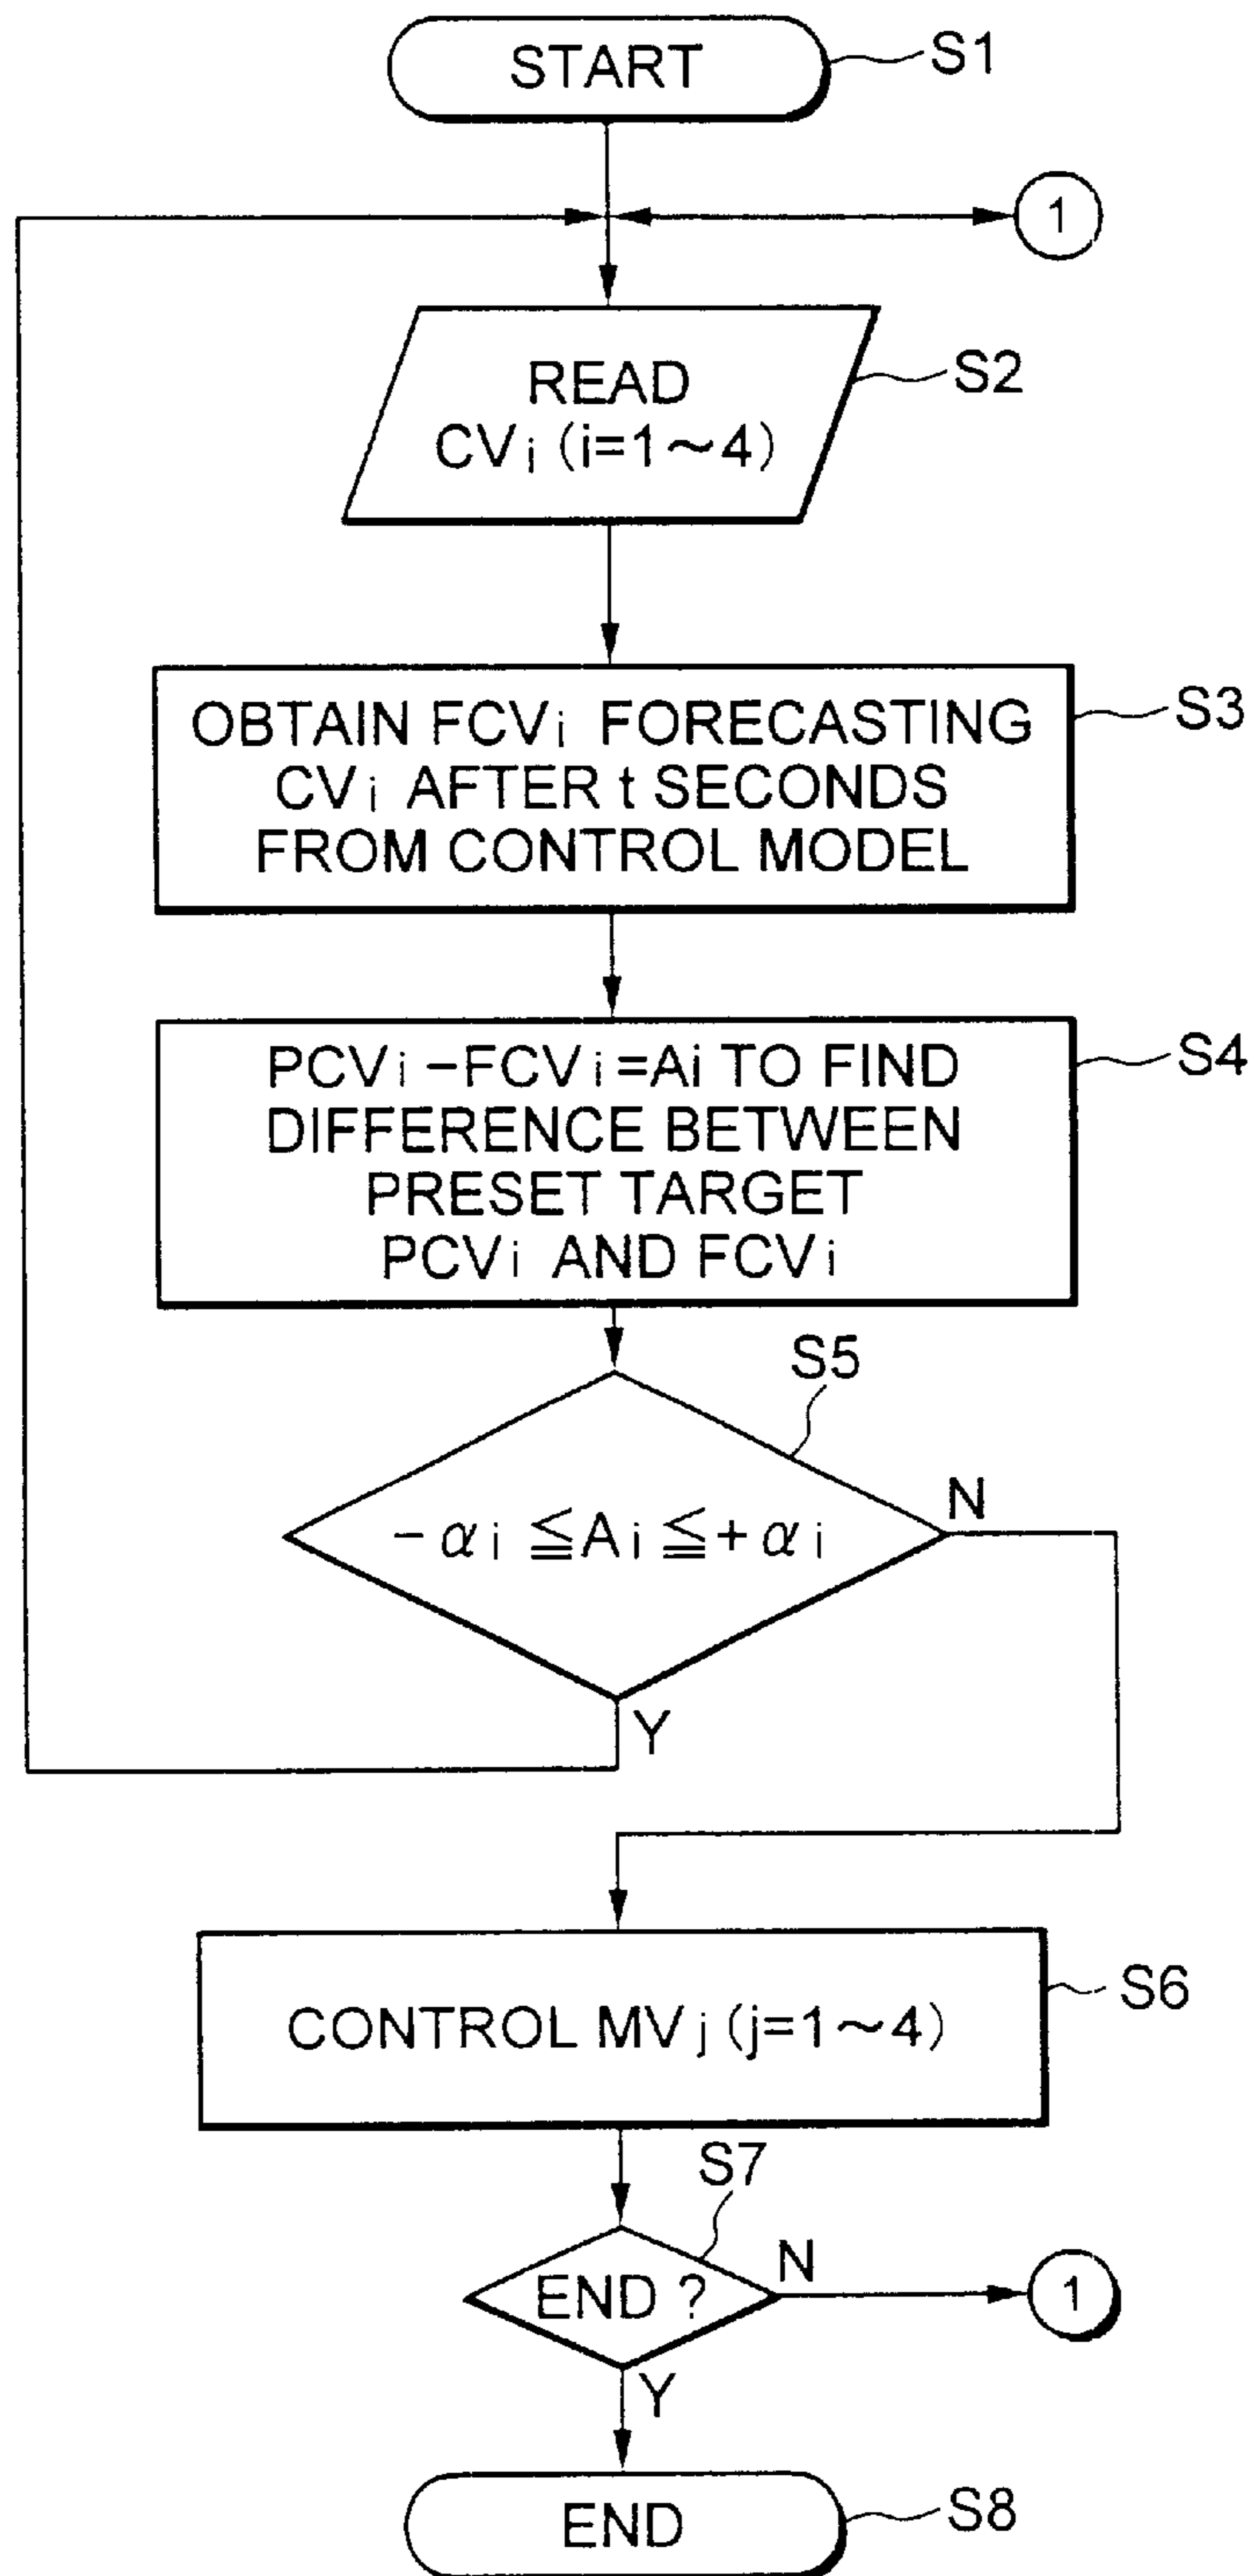 START
S1
1
READ
CVi (i=1~4)
S2
OBTAIN FCVi FORECASTING
CVi AFTER t SECONDS
FROM CONTROL MODEL
S3
PCVi -FCVi =Ai TO FIND
DIFFERENCE BETWEEN
PRESET TARGET
PCVi AND FCVi
S4
S5
- αi ≦ Ai ≦ + αi
N
Y
CONTROL MVj (j=1~4)
S6
S7
END ?
N
1
Y
END
S8